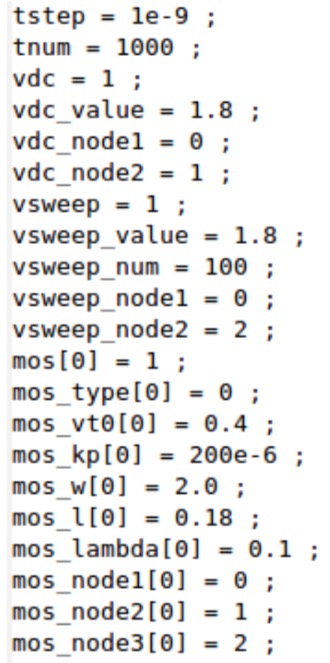 tstep = 1e-9 ;
tnum = 1000 ;
vdc = 1 ;
vdc_value = 1.8 ;
vdc_node1 = 0 ;
vdc_node2 = 1 ;
vsweep = 1 ;
vsweep_value = 1.8 ;
vsweep_num = 100 ;
vsweep_node1 = 0 ;
vsweep_node2 = 2 ;
mos[0] = 1 ;
mos_type[0] = 0 ;
mos_vt0[0] = 0.4 ;
mos_kp[0] = 200e-6 ;
mos_w[0] = 2.0 ;
mos_l[0] = 0.18 ;
mos_lambda[0] = 0.1 ;
mos_node1[0] = 0 ;
mos_node2[0] = 1 ;
mos_node3[0] = 2 ;